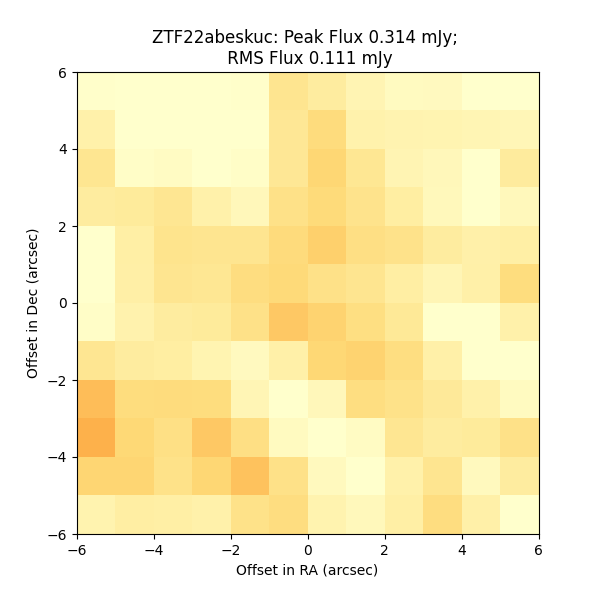 ZTF22abeskuc: Peak Flux 0.314 mJy;
RMS Flux 0.111 mJy
6
4
2
0
−2
−4
−6
Offset in Dec (arcsec)
−6 −4 −2 0 2 4 6
Offset in RA (arcsec)